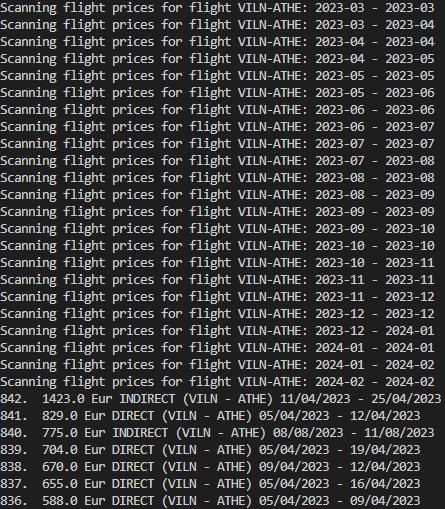 Scanning flight prices for flight VILN-ATHE: 2023-03 - 2023-03
Scanning flight prices for flight VILN-ATHE: 2023-03 - 2023-04
Scanning flight prices for flight VILN-ATHE: 2023-04 - 2023-04
Scanning flight prices for flight VILN-ATHE: 2023-04 - 2023-05
Scanning flight prices for flight VILN-ATHE: 2023-05 - 2023-05
Scanning flight prices for flight VILN-ATHE: 2023-05 - 2023-06
Scanning flight prices for flight VILN-ATHE: 2023-06 - 2023-06
Scanning flight prices for flight VILN-ATHE: 2023-06 - 2023-07
Scanning flight prices for flight VILN-ATHE: 2023-07 - 2023-07
Scanning flight prices for flight VILN-ATHE: 2023-07 - 2023-08
Scanning flight prices for flight VILN-ATHE: 2023-08 - 2023-08
Scanning flight prices for flight VILN-ATHE: 2023-08 - 2023-09
Scanning flight prices for flight VILN-ATHE: 2023-09 - 2023-09
Scanning flight prices for flight VILN-ATHE: 2023-09 - 2023-10
Scanning flight prices for flight VILN-ATHE: 2023-10 - 2023-10
Scanning flight prices for flight VILN-ATHE: 2023-10 - 2023-11
Scanning flight prices for flight VILN-ATHE: 2023-11 - 2023-11
Scanning flight prices for flight VILN-ATHE: 2023-11 - 2023-12
Scanning flight prices for flight VILN-ATHE: 2023-12 - 2023-12
Scanning flight prices for flight VILN-ATHE: 2023-12 - 2024-01
Scanning flight prices for flight VILN-ATHE: 2024-01 - 2024-01
Scanning flight prices for flight VILN-ATHE: 2024-01 - 2024-02
Scanning flight prices for flight VILN-ATHE: 2024-02 - 2024-02
842.  1423.0 Eur INDIRECT (VILN - ATHE) 11/04/2023 - 25/04/2023
841.  829.0 Eur DIRECT (VILN - ATHE) 05/04/2023 - 12/04/2023
840.  775.0 Eur INDIRECT (VILN - ATHE) 08/08/2023 - 11/08/2023
839.  704.0 Eur DIRECT (VILN - ATHE) 05/04/2023 - 19/04/2023
838.  670.0 Eur DIRECT (VILN - ATHE) 09/04/2023 - 12/04/2023
837.  655.0 Eur DIRECT (VILN - ATHE) 05/04/2023 - 16/04/2023
836.  588.0 Eur DIRECT (VILN - ATHE) 05/04/2023 - 09/04/2023